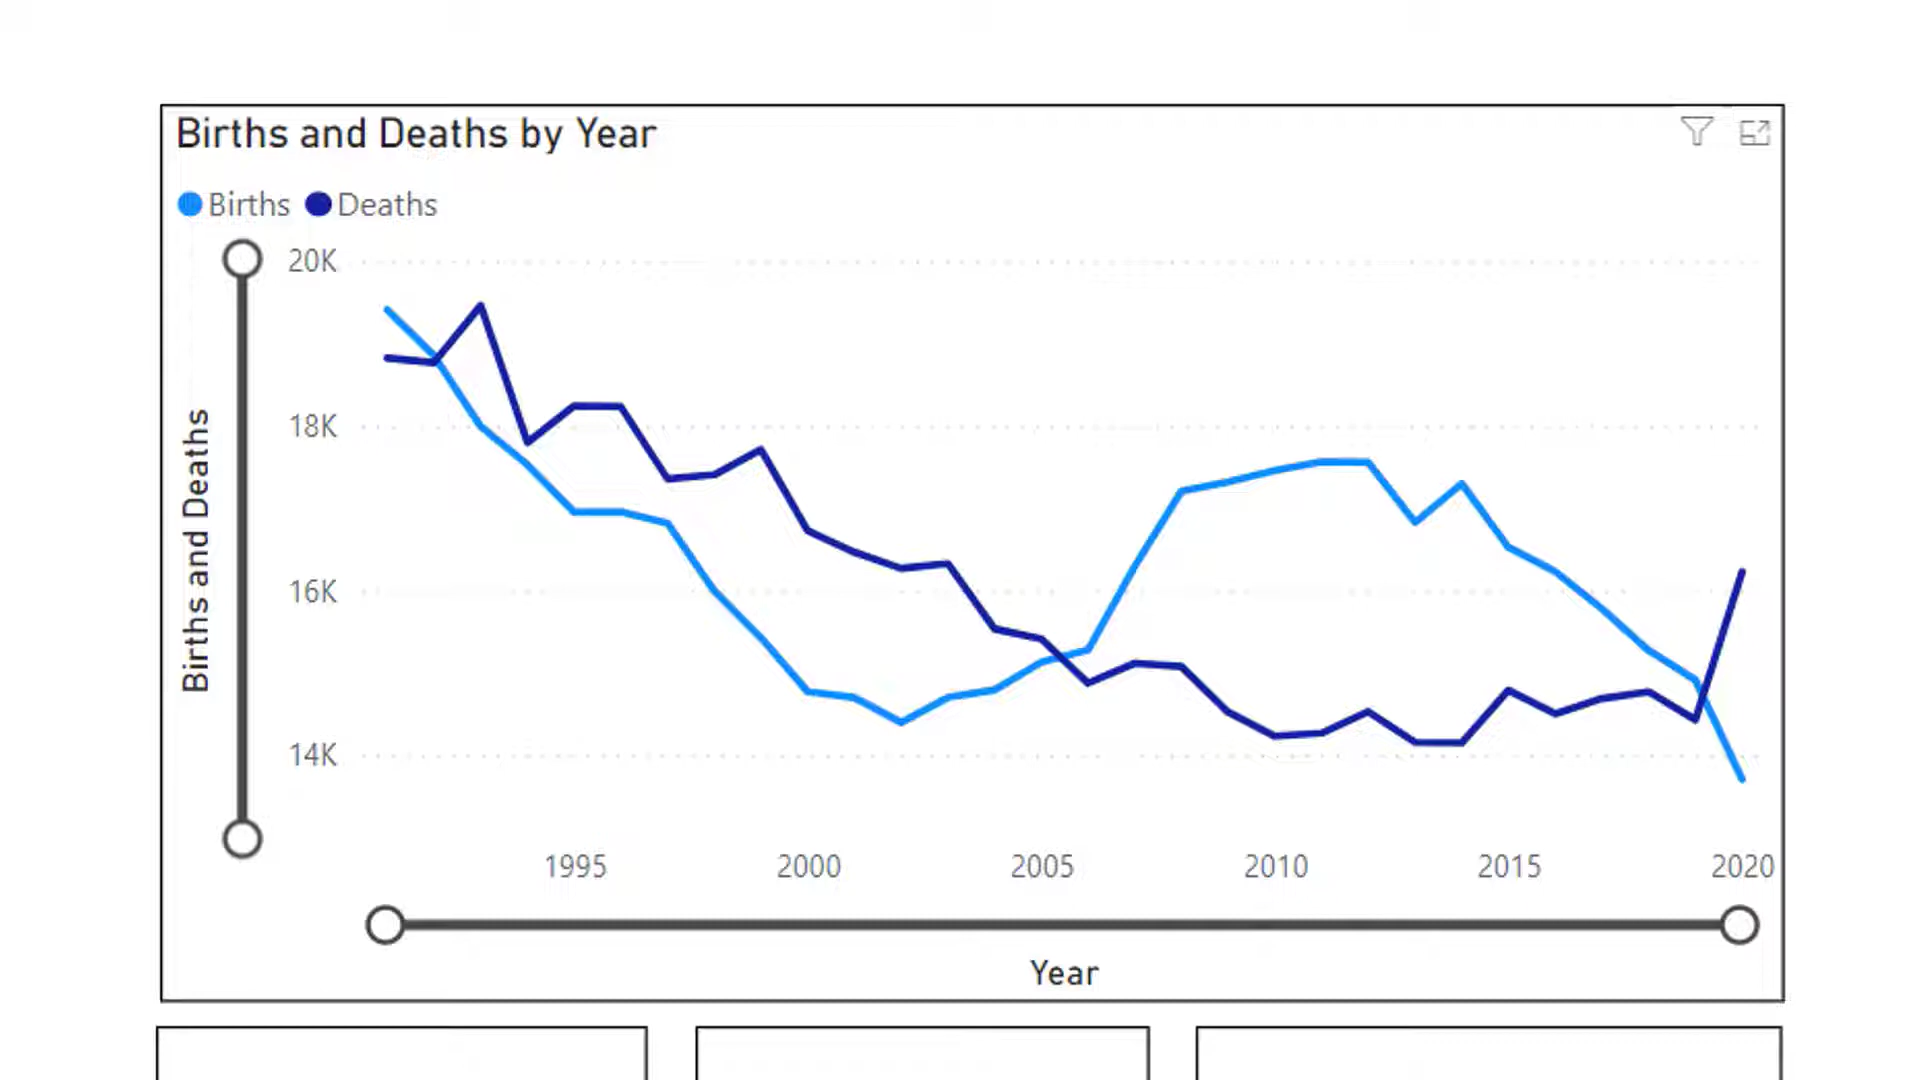 Births and Deaths by Year
Births Deaths
20K
18K
16K
14K
Births and Deaths
1995 2000 2005 2010 2015 2020
Year